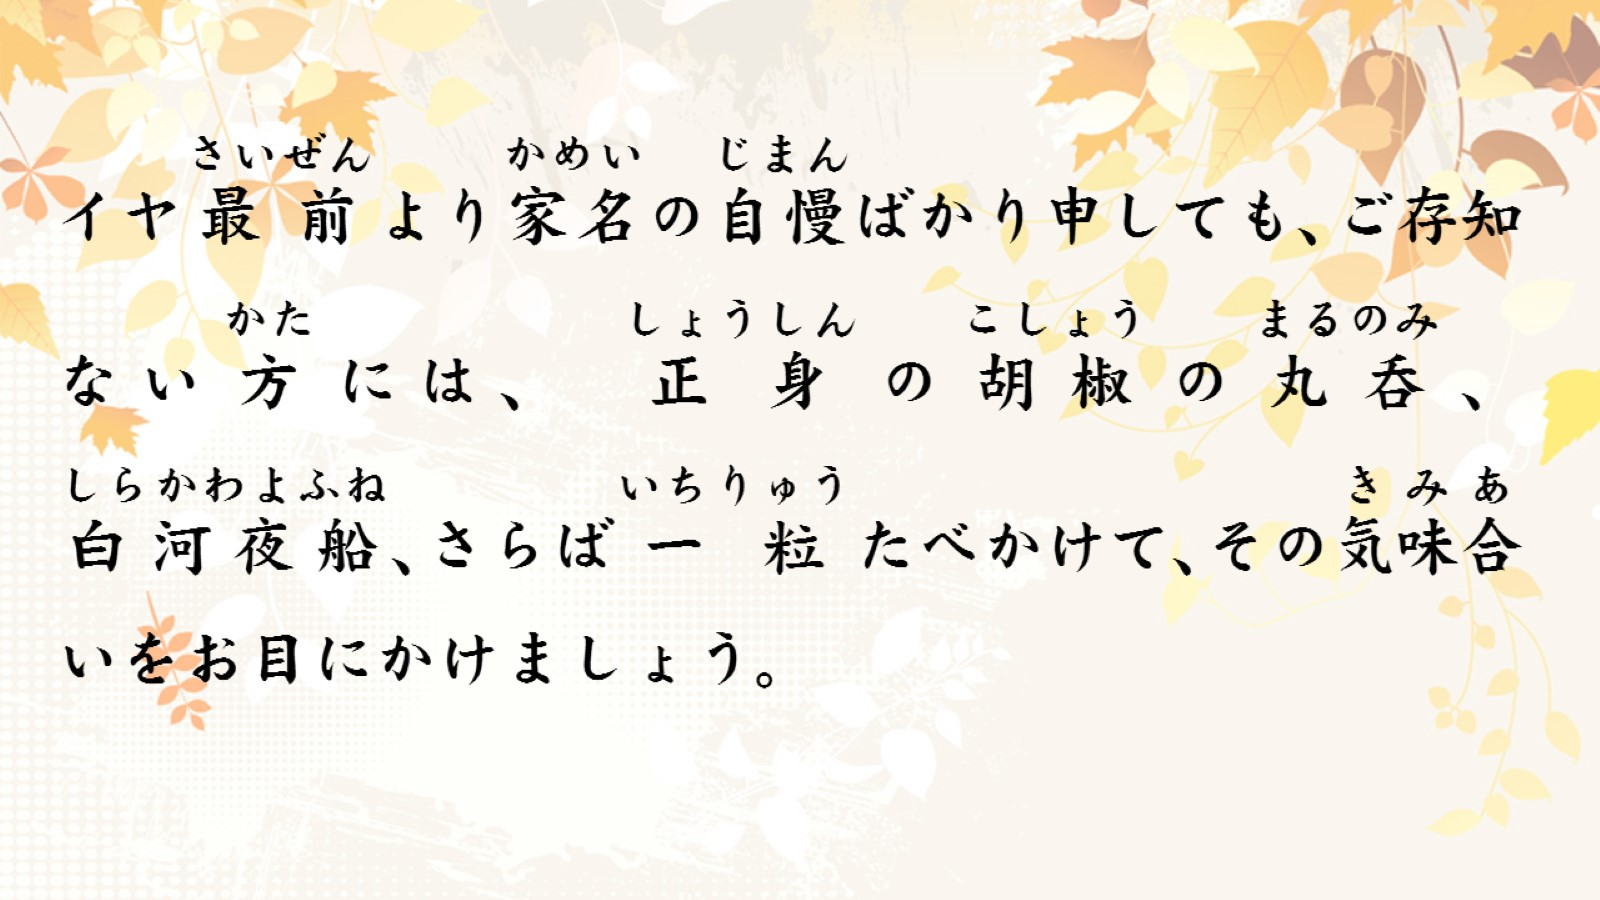 さいぜん かめい じまん
イヤ最前より家名の自慢ばかり申しても、ご存知
かた しょうしん こしょう まるのみ
ない方には、正身の胡椒の丸呑、
しらかわよふね いちりゅう きみあ
白河夜船、さらば一粒たべかけて、その気味合
いをお目にかけましょう。